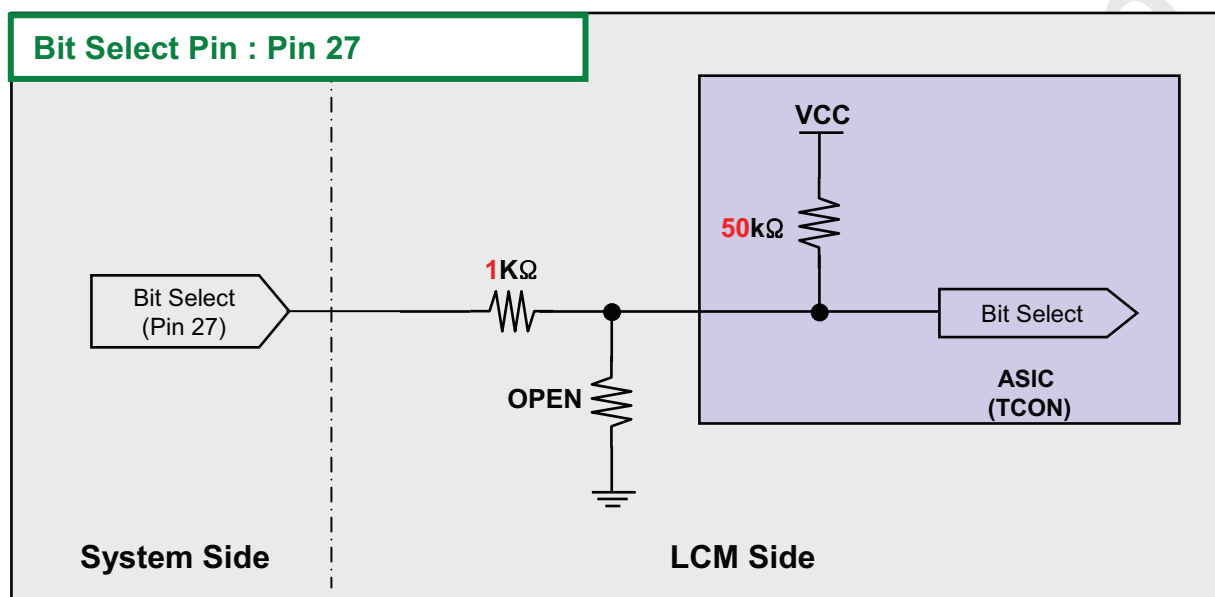 Bit Select Pin : Pin 27
VCC
50kΩ
1KΩ
Bit Select
(Pin 27)
Bit Select
OPEN
ASIC
(TCON)
System Side
LCM Side